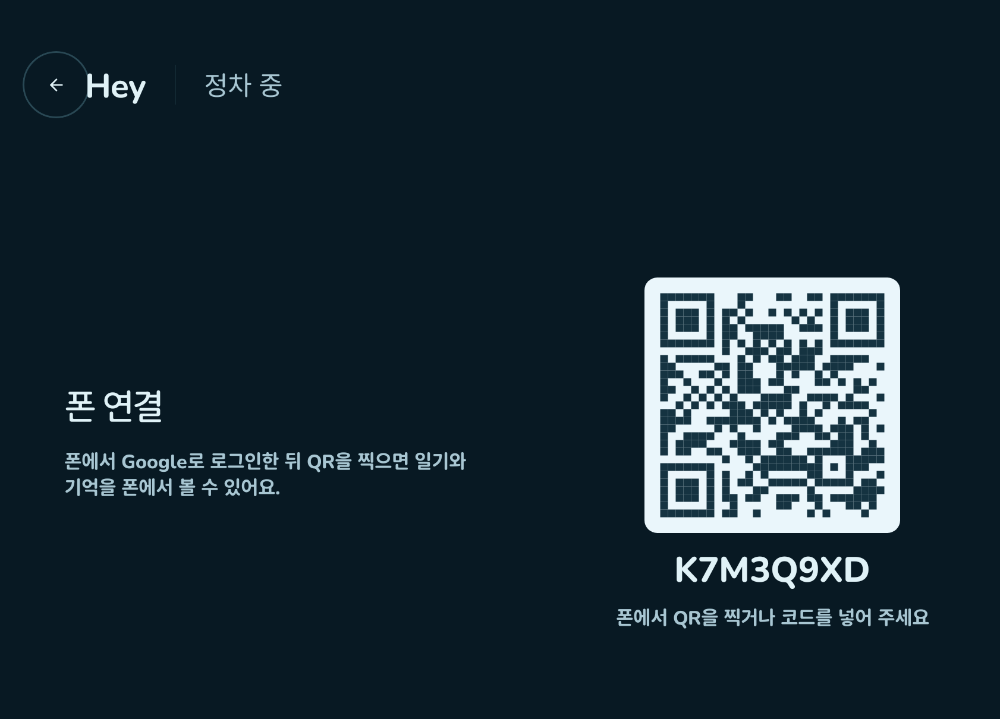 Hey
정차 중
폰 연결
폰에서 Google로 로그인한 뒤 QR을 찍으면 일기와
기억을 폰에서 볼 수 있어요.
K7M3Q9XD
폰에서 QR을 찍거나 코드를 넣어 주세요